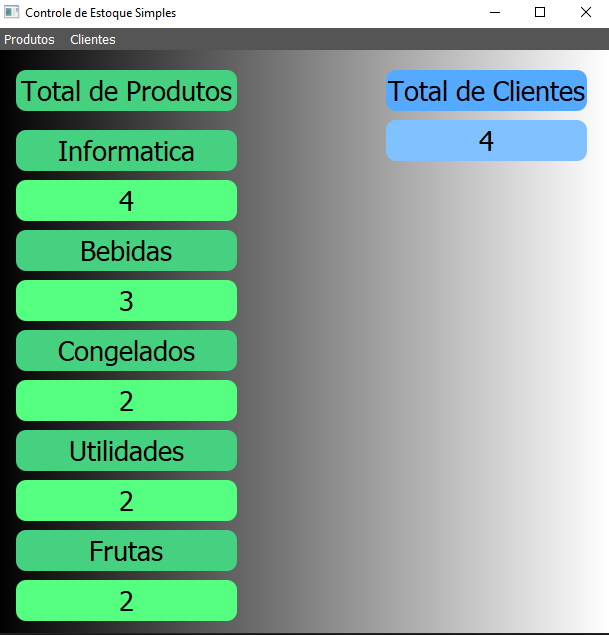 Controle de Estoque Simples
Produtos Clientes
Total de Produtos
Informatica
4
Bebidas
3
Congelados
2
Utilidades
2
Frutas
2
Total de Clientes
4